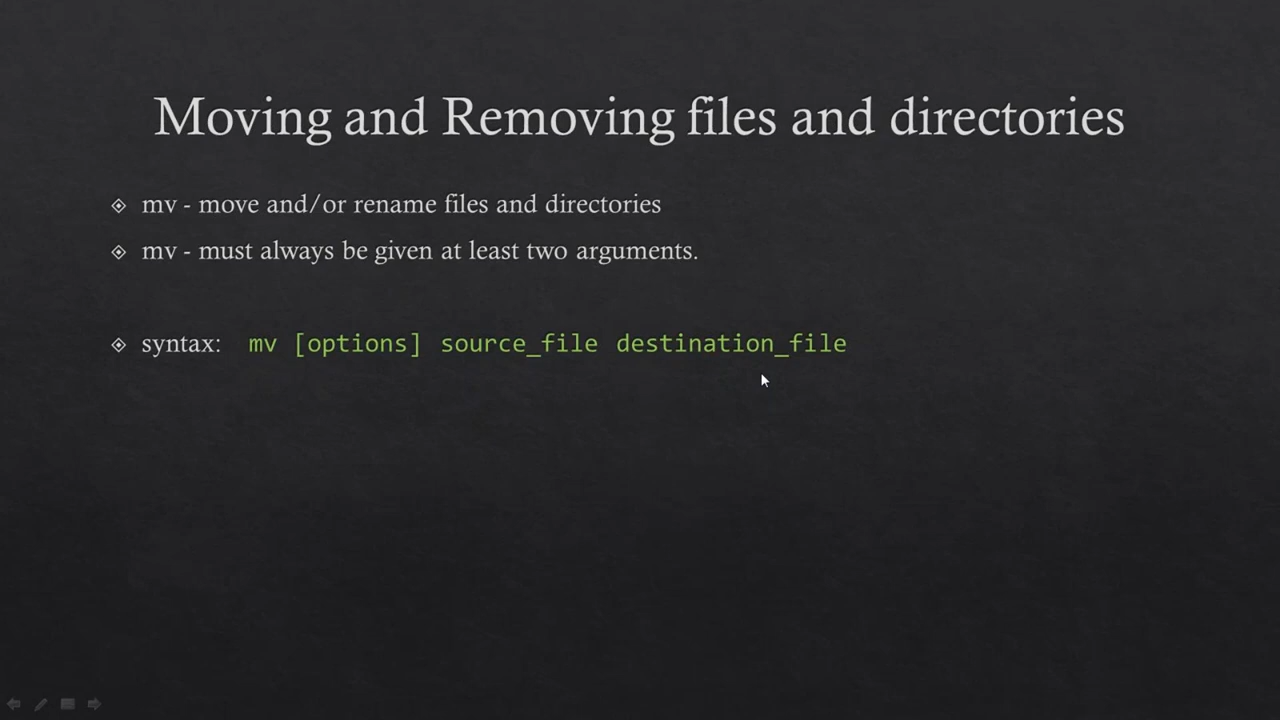 Moving and Removing files and directories
mv - move and/or rename files and directories
mv - must always be given at least two arguments.
syntax: mv [options] source_file destination_file